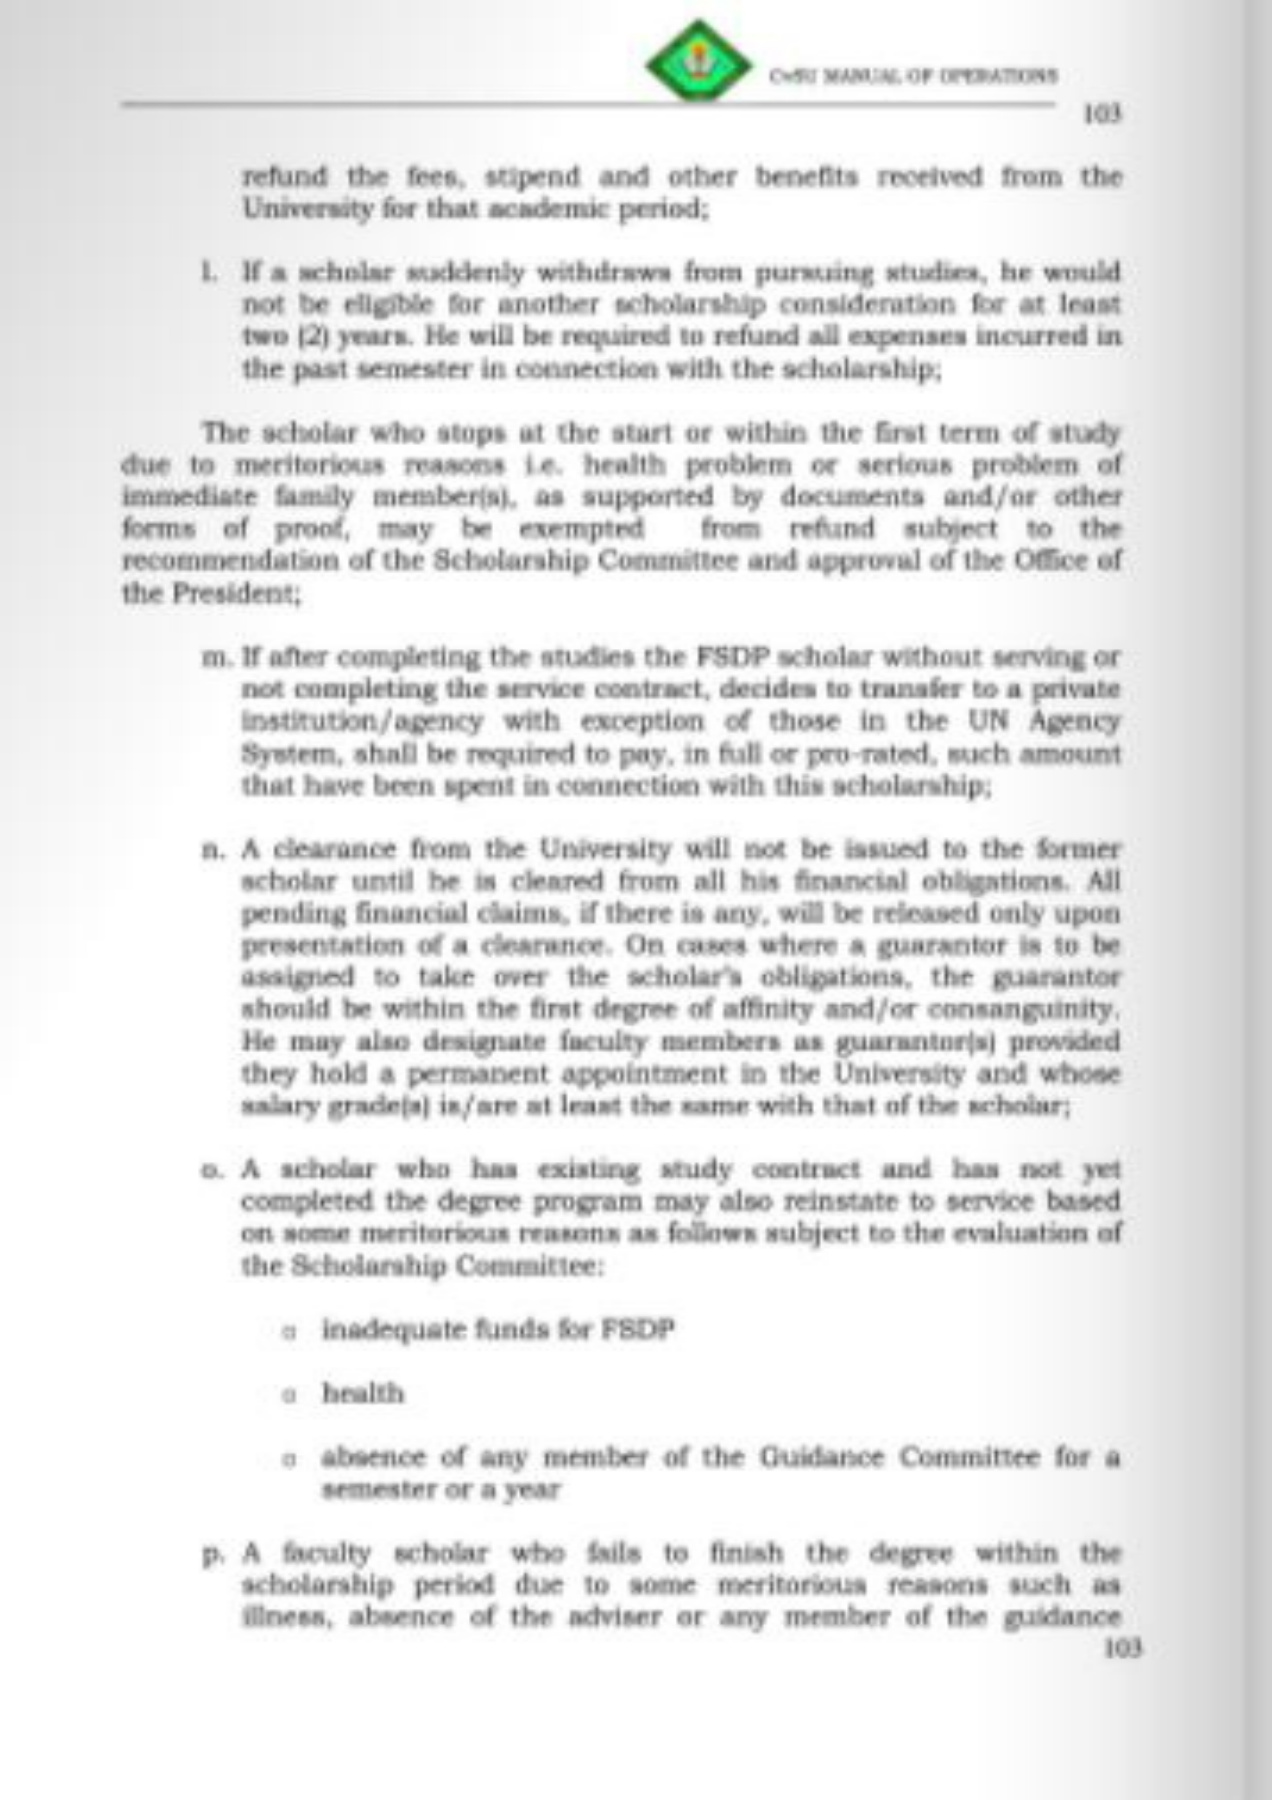 CvSU MANUAL OF OPERATIONS
103
refund the fees, stipend and other benefits received from the
University for that academic period;
l. If a scholar suddenly withdraws from pursuing studies, he would
not be eligible for another scholarship consideration for at least
two (2) years. He will be required to refund all expenses incurred in
the past semester in connection with the scholarship;
The scholar who stops at the start or within the first term of study
due to meritorious reasons i.e. health problem or serious problem of
immediate family member(s), as supported by documents and/or other
forms of proof, may be exempted from refund subject to the
recommendation of the Scholarship Committee and approval of the Office of
the President;
m. If after completing the studies the FSDP scholar without serving or
not completing the service contract, decides to transfer to a private
institution/agency with exception of those in the UN Agency
System, shall be required to pay, in full or pro-rated, such amount
that have been spent in connection with this scholarship;
n. A clearance from the University will not be issued to the former
scholar until he is cleared from all his financial obligations. All
pending financial claims, if there is any, will be released only upon
presentation of a clearance. On cases where a guarantor is to be
assigned to take over the scholar's obligations, the guarantor
should be within the first degree of affinity and/or consanguinity.
He may also designate faculty members as guarantor(s) provided
they hold a permanent appointment in the University and whose
salary grade(s) is/are at least the same with that of the scholar;
o. A scholar who has existing study contract and has not yet
completed the degree program may also reinstate to service based
on some meritorious reasons as follows subject to the evaluation of
the Scholarship Committee:
o inadequate funds for FSDP
o health
o absence of any member of the Guidance Committee for a
semester or a year
p. A faculty scholar who fails to finish the degree within the
scholarship period due to some meritorious reasons such as
illness, absence of the adviser or any member of the guidance
103